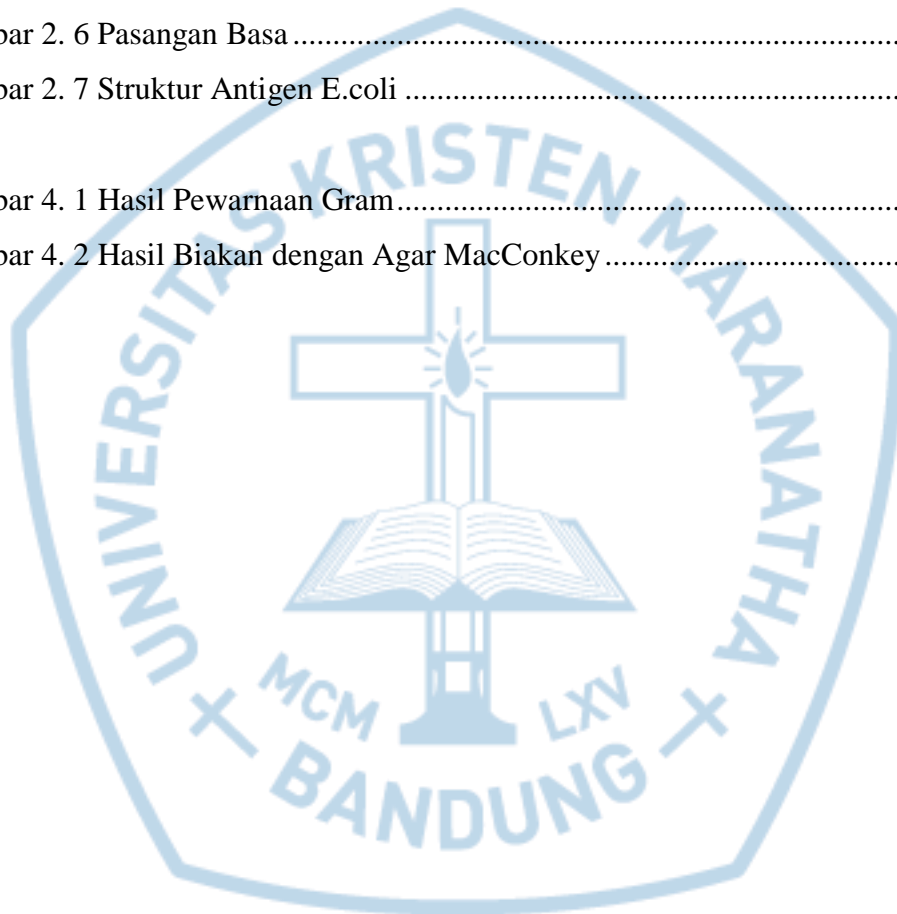 bar 2. 6 Pasangan Basa.....................................................................................
bar 2. 7 Struktur Antigen E.coli .....................................................................
bar 4. 1 Hasil Pewarnaan Gram.......................................................................
bar 4. 2 Hasil Biakan dengan Agar MacConkey..........................................
UNIVERSITAS KRISTEN MARANATHA
MCM LXV
BANDUNG